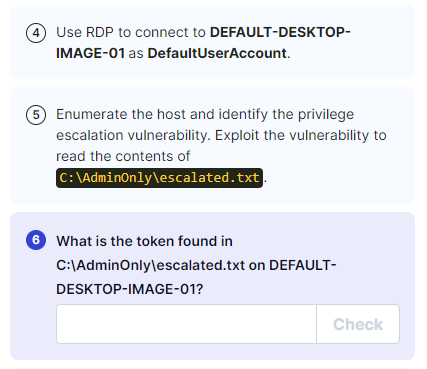 4
Use RDP to connect to DEFAULT-DESKTOP-
IMAGE-01 as DefaultUserAccount.
5
Enumerate the host and identify the privilege
escalation vulnerability. Exploit the vulnerability to
read the contents of
C:\AdminOnly\escalated.txt.
6
What is the token found in
C:\AdminOnly\escalated.txt on DEFAULT-
DESKTOP-IMAGE-01?
Check